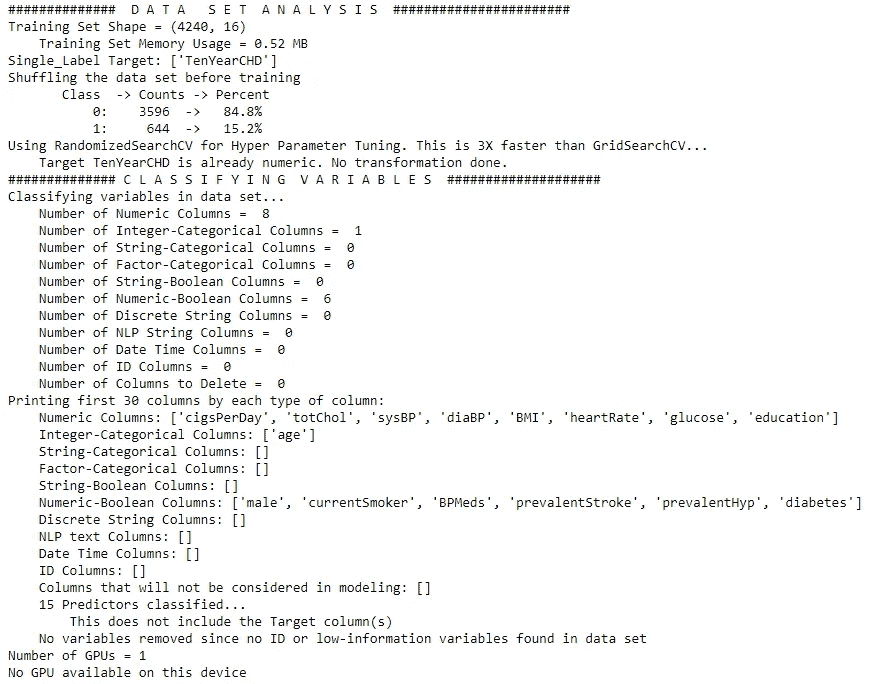 ############## D A T A   S E T  A N A L Y S I S  #######################
Training Set Shape = (4240, 16)
    Training Set Memory Usage = 0.52 MB
Single_Label Target: ['TenYearCHD']
Shuffling the data set before training
       Class  -> Counts -> Percent
           0:    3596  ->   84.8%
           1:     644  ->   15.2%
Using RandomizedSearchCV for Hyper Parameter Tuning. This is 3X faster than GridSearchCV...
    Target TenYearCHD is already numeric. No transformation done.
############## C L A S S I F Y I N G  V A R I A B L E S  ####################
Classifying variables in data set...
    Number of Numeric Columns =  8
    Number of Integer-Categorical Columns =  1
    Number of String-Categorical Columns =  0
    Number of Factor-Categorical Columns =  0
    Number of String-Boolean Columns =  0
    Number of Numeric-Boolean Columns =  6
    Number of Discrete String Columns =  0
    Number of NLP String Columns =  0
    Number of Date Time Columns =  0
    Number of ID Columns =  0
    Number of Columns to Delete =  0
Printing first 30 columns by each type of column:
    Numeric Columns: ['cigsPerDay', 'totChol', 'sysBP', 'diaBP', 'BMI', 'heartRate', 'glucose', 'education']
    Integer-Categorical Columns: ['age']
    String-Categorical Columns: []
    Factor-Categorical Columns: []
    String-Boolean Columns: []
    Numeric-Boolean Columns: ['male', 'currentSmoker', 'BPMeds', 'prevalentStroke', 'prevalentHyp', 'diabetes']
    Discrete String Columns: []
    NLP text Columns: []
    Date Time Columns: []
    ID Columns: []
    Columns that will not be considered in modeling: []
    15 Predictors classified...
        This does not include the Target column(s)
    No variables removed since no ID or low-information variables found in data set
Number of GPUs = 1
No GPU available on this device